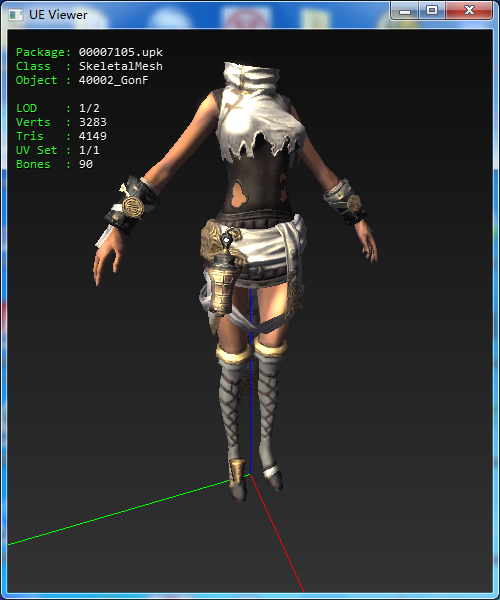 UE Viewer
Package: 00007105.upk
Class : SkeletalMesh
Object : 40002_GonF
LOD : 1/2
Verts : 3283
Tris : 4149
UV Set : 1/1
Bones : 90